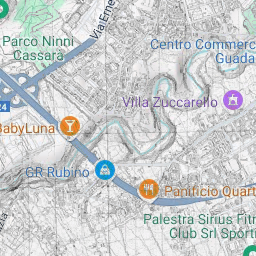 Parco Ninni
Cassarà
Via Erne
Centro Commerc
Guada
24
Villa Zuccarello
BabyLuna
GR Rubino
Panificio Quart
Palestra Sirius Fitn
Club Srl Sporti